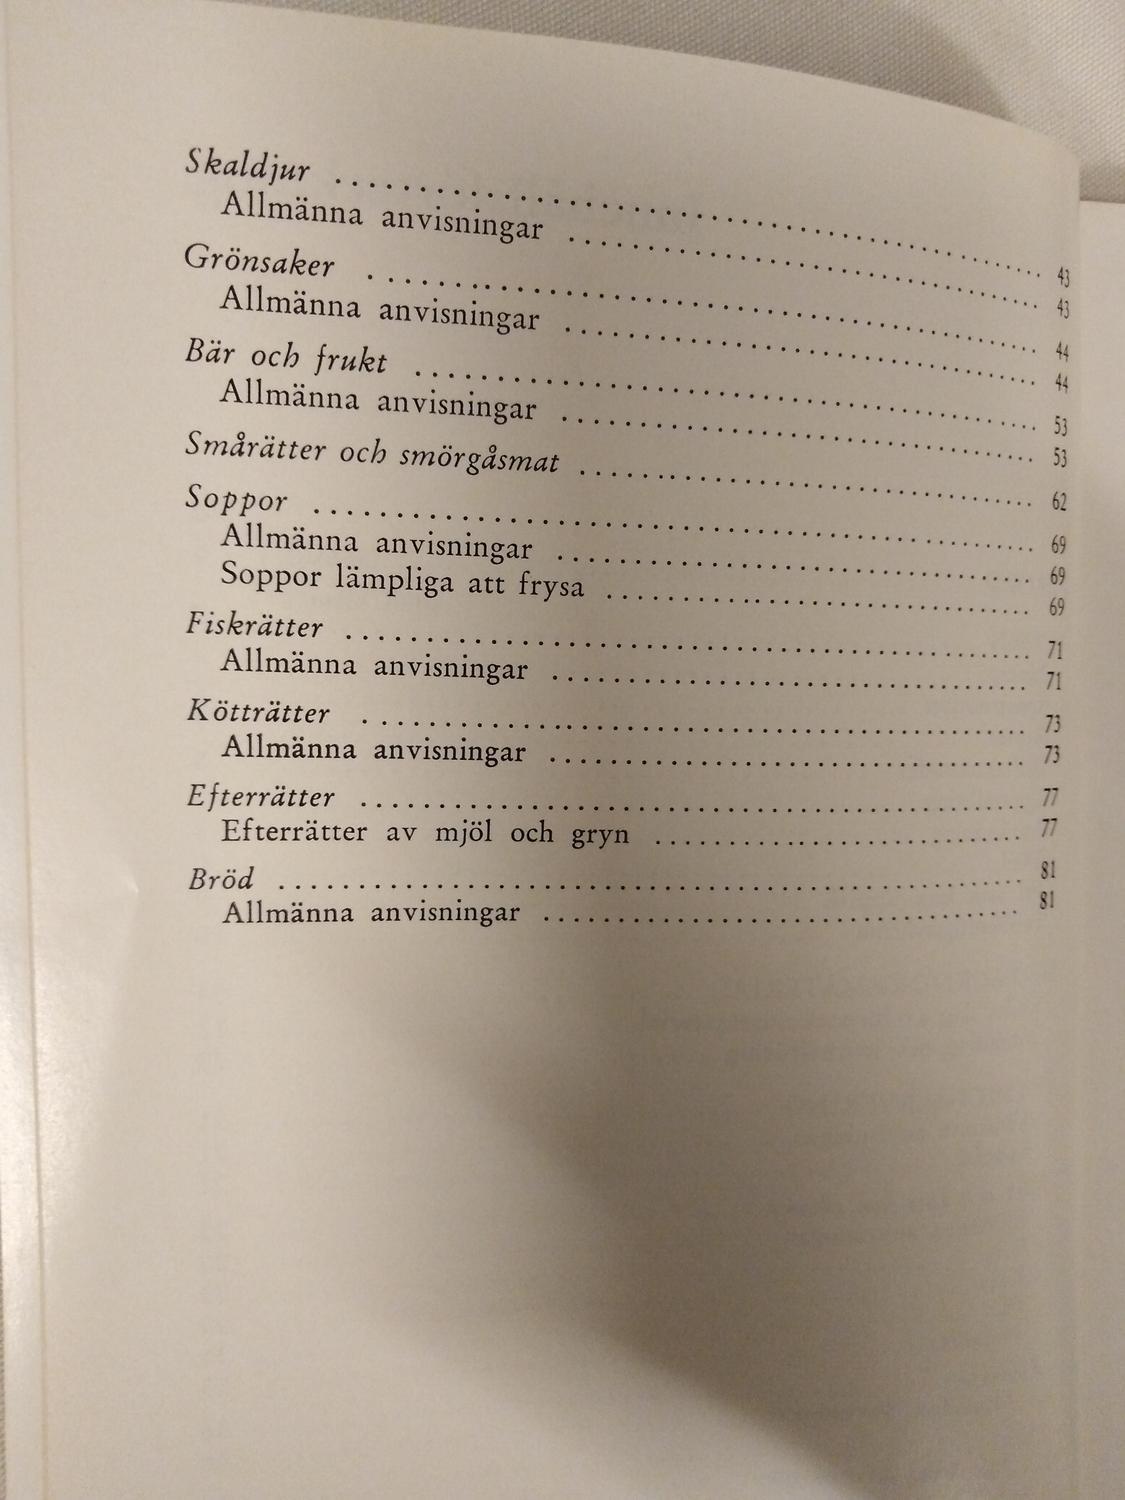 Skaldjur ........................................ 43
Allmänna anvisningar ............................ 43
Grönsaker ....................................... 44
Allmänna anvisningar ............................ 44
Bär och frukt ................................... 53
Allmänna anvisningar ............................ 53
Smårätter och smörgåsmat ........................ 62
Soppor .......................................... 69
Allmänna anvisningar ............................ 69
Soppor lämpliga att frysa ....................... 69
Fiskrätter ...................................... 71
Allmänna anvisningar ............................ 71
Kötträtter ...................................... 73
Allmänna anvisningar ............................ 73
Efterrätter ..................................... 77
Efterrätter av mjöl och gryn .................... 77
Bröd ............................................ 81
Allmänna anvisningar ............................ 81